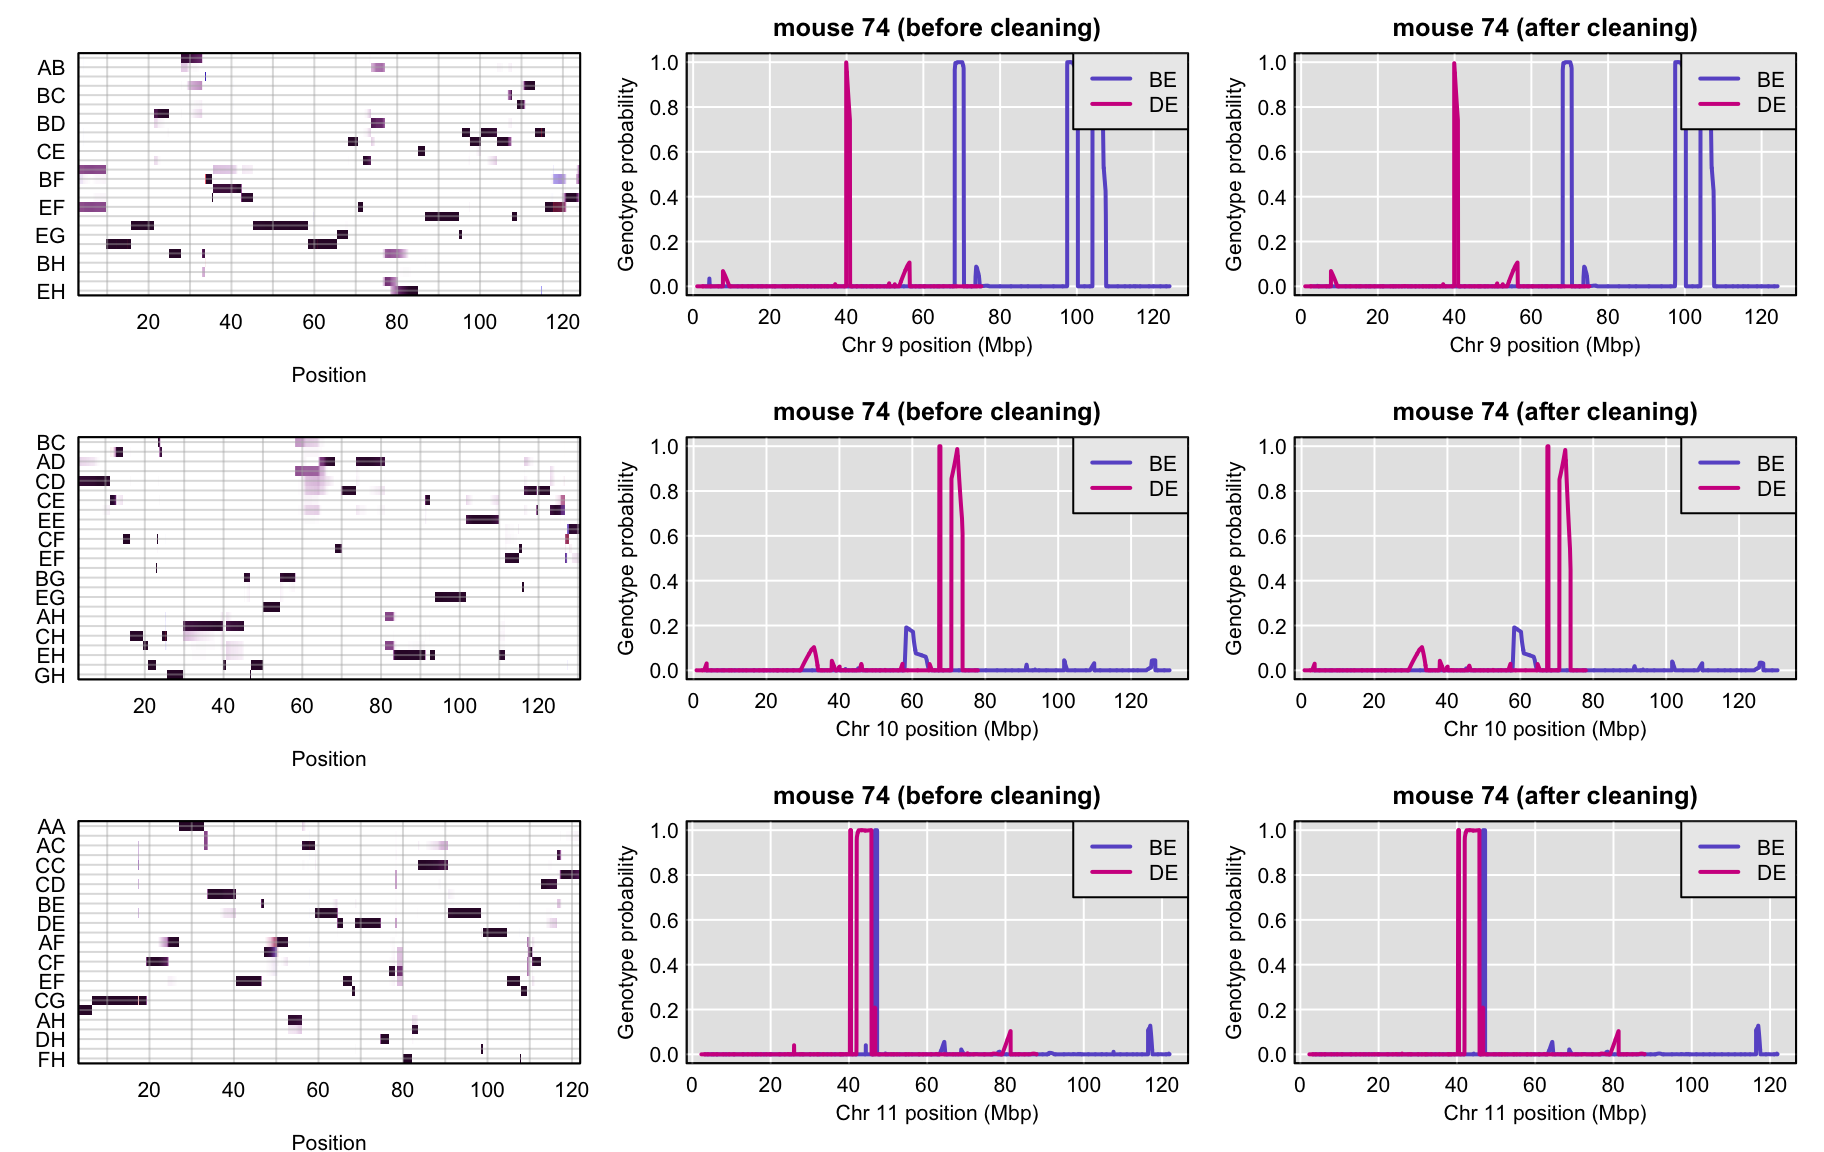 mouse 74 (before cleaning)
mouse 74 (after cleaning)
AB
BC
BD
CE
BF
EF
EG
BH
EH
20 40 60 80 100 120
Position
Genotype probability
1.0
0.8
0.6
0.4
0.2
0.0
BE
DE
0 20 40 60 80 100 120
Chr 9 position (Mbp)
Genotype probability
1.0
0.8
0.6
0.4
0.2
0.0
BE
DE
0 20 40 60 80 100 120
Chr 9 position (Mbp)
mouse 74 (before cleaning)
mouse 74 (after cleaning)
BC
AD
CD
CE
EE
CF
EF
BG
EG
AH
CH
EH
GH
20 40 60 80 100 120
Position
Genotype probability
1.0
0.8
0.6
0.4
0.2
0.0
BE
DE
0 20 40 60 80 100 120
Chr 10 position (Mbp)
Genotype probability
1.0
0.8
0.6
0.4
0.2
0.0
BE
DE
0 20 40 60 80 100 120
Chr 10 position (Mbp)
mouse 74 (before cleaning)
mouse 74 (after cleaning)
AA
AC
CC
CD
BE
DE
AF
CF
EF
CG
AH
DH
FH
20 40 60 80 100 120
Position
Genotype probability
1.0
0.8
0.6
0.4
0.2
0.0
BE
DE
0 20 40 60 80 100 120
Chr 11 position (Mbp)
Genotype probability
1.0
0.8
0.6
0.4
0.2
0.0
BE
DE
0 20 40 60 80 100 120
Chr 11 position (Mbp)